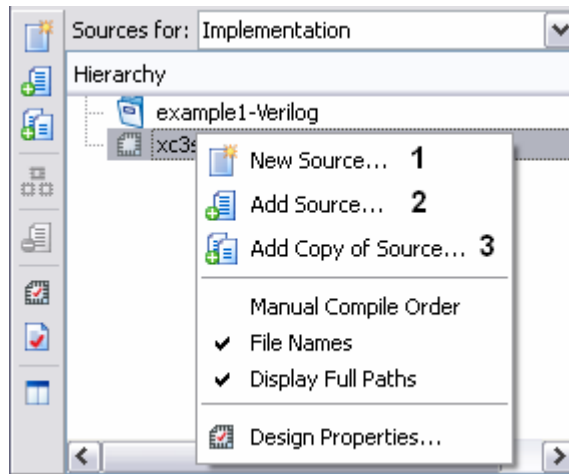 Sources for: Implementation
Hierarchy
example1-Verilog
xc3s
New Source... 1
Add Source... 2
Add Copy of Source... 3
Manual Compile Order
File Names
Display Full Paths
Design Properties...